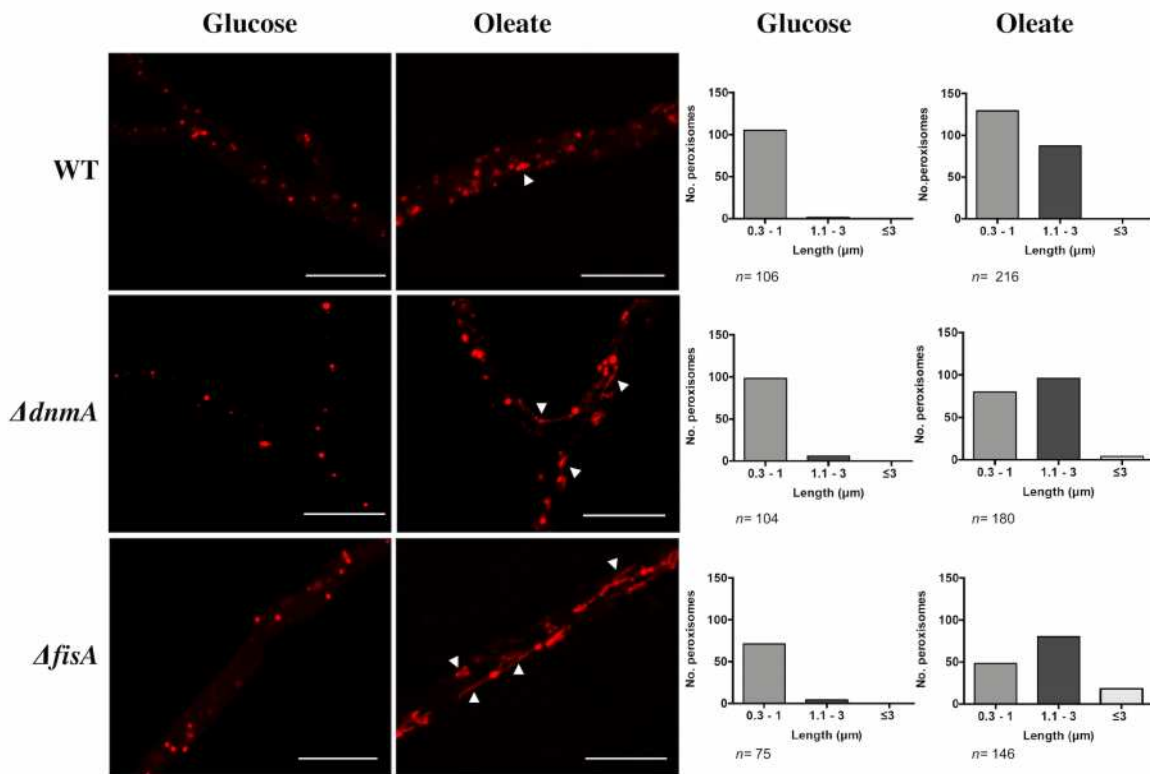 Glucose Oleate Glucose Oleate
WT
No. peroxisomes
150
100
50
0
0.3 - 1 1.1 - 3 ≤3
Length (µm)
n= 106
No.peroxisomes
150
100
50
0
0.3 - 1 1.1 - 3 ≤3
Length (µm)
n= 216
ΔdnmA
No. peroxisomes
150
100
50
0
0.3 - 1 1.1 - 3 ≤3
Length (µm)
n= 104
No. peroxisomes
150
100
50
0
0.3 - 1 1.1 - 3 ≤3
Length (µm)
n= 180
ΔfisA
No. peroxisomes
150
100
50
0
0.3 - 1 1.1 - 3 ≤3
Length (µm)
n= 75
No. peroxisomes
150
100
50
0
0.3 - 1 1.1 - 3 ≤3
Length (µm)
n= 146